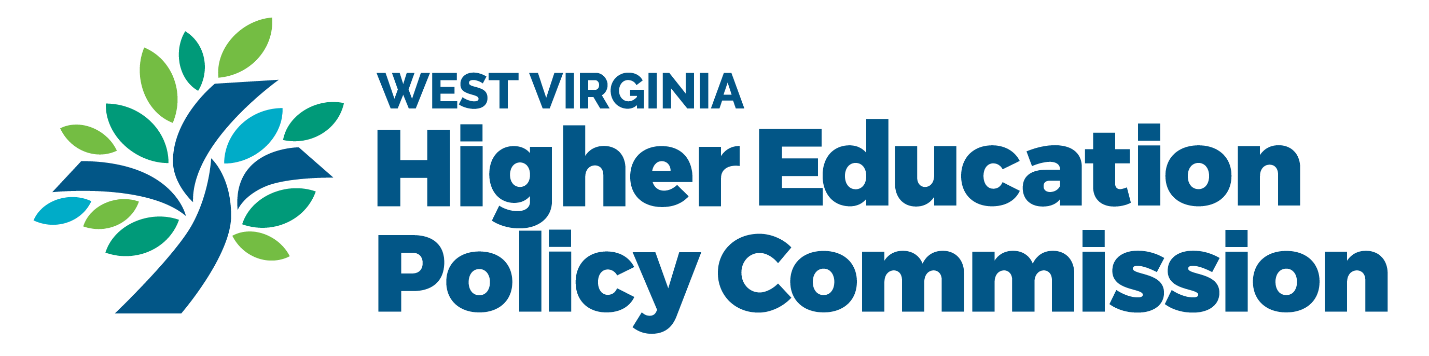 WEST VIRGINIA
Higher Education
Policy Commission